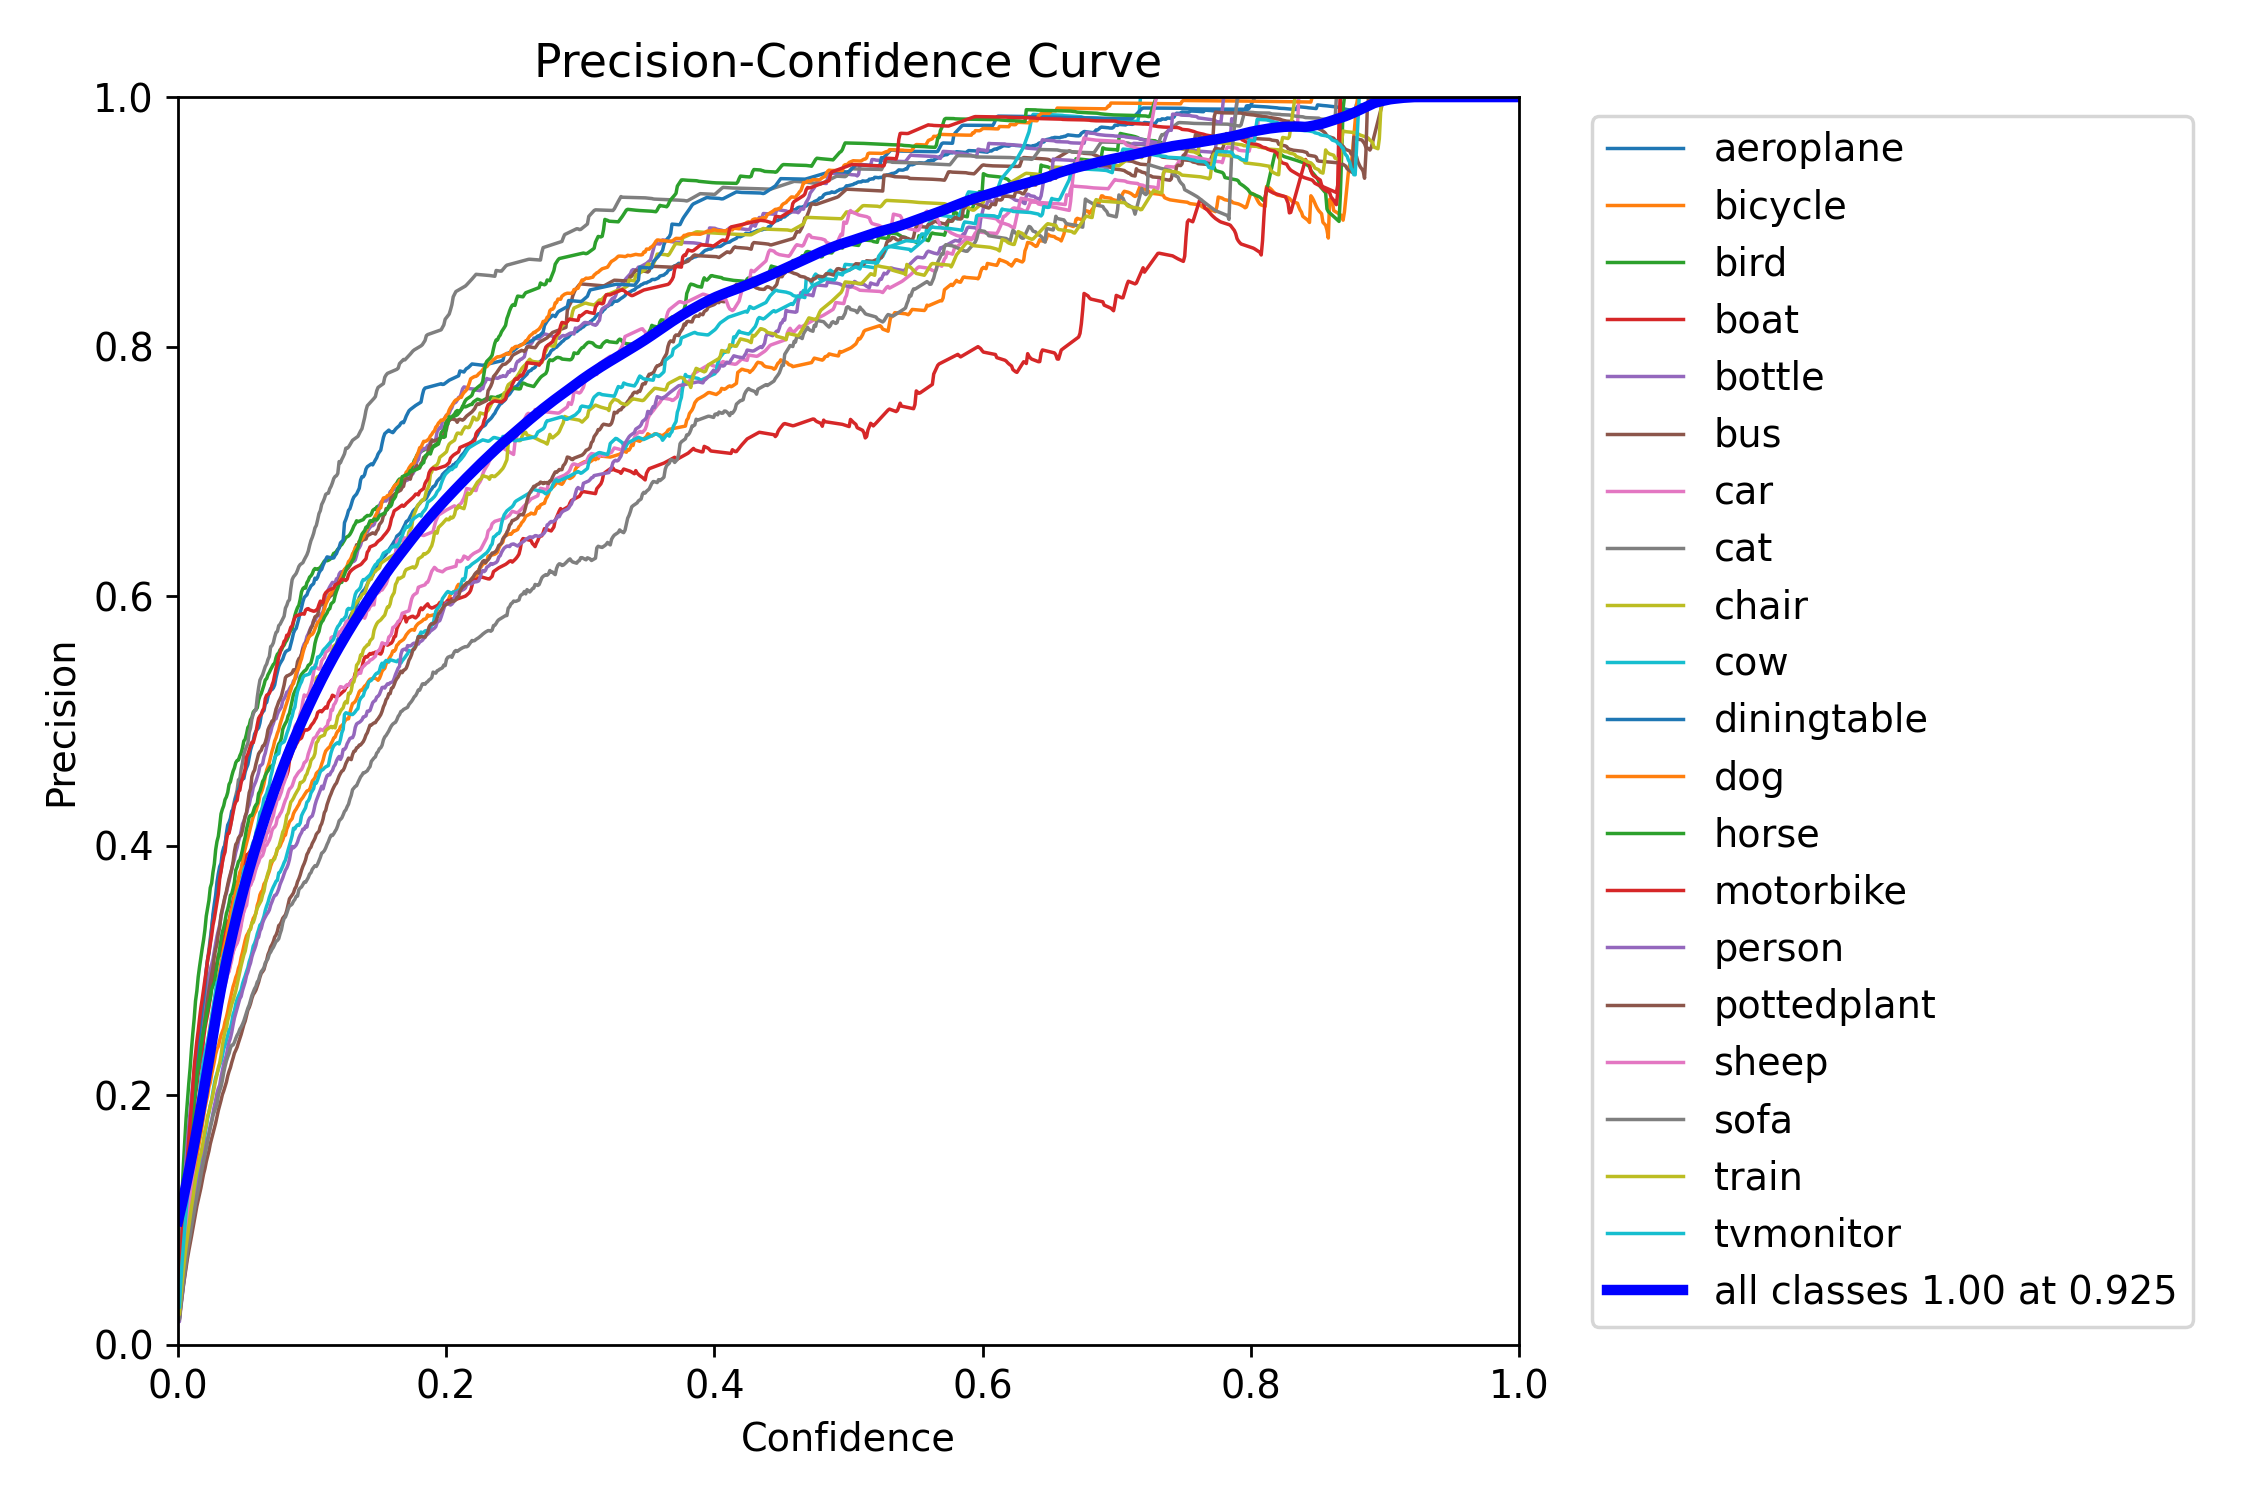 Precision-Confidence Curve
1.0
0.8
0.6
0.4
0.2
0.0
Precision
0.0 0.2 0.4 0.6 0.8 1.0
Confidence
aeroplane
bicycle
bird
boat
bottle
bus
car
cat
chair
cow
diningtable
dog
horse
motorbike
person
pottedplant
sheep
sofa
train
tvmonitor
all classes 1.00 at 0.925